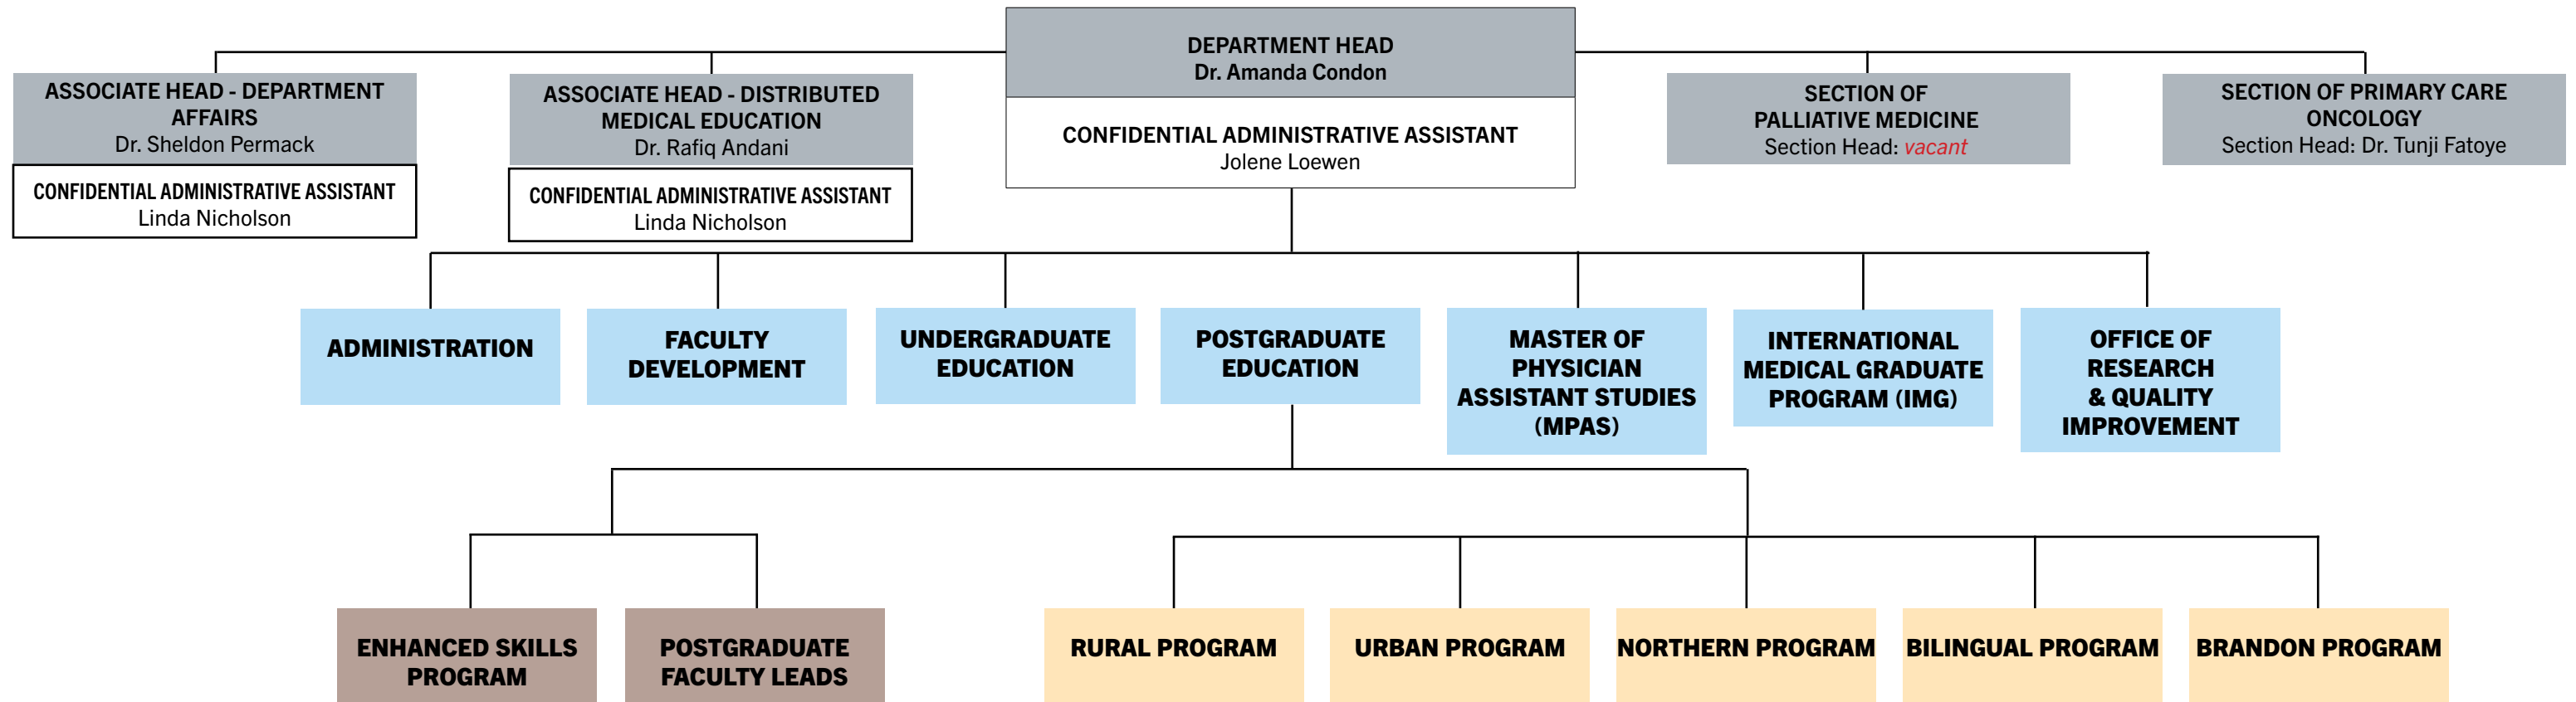 DEPARTMENT HEAD
Dr. Amanda Condon
CONFIDENTIAL ADMINISTRATIVE ASSISTANT
Jolene Loewen
ASSOCIATE HEAD - DEPARTMENT
AFFAIRS
Dr. Sheldon Permack
CONFIDENTIAL ADMINISTRATIVE ASSISTANT
Linda Nicholson
ASSOCIATE HEAD - DISTRIBUTED
MEDICAL EDUCATION
Dr. Rafiq Andani
CONFIDENTIAL ADMINISTRATIVE ASSISTANT
Linda Nicholson
SECTION OF
PALLIATIVE MEDICINE
Section Head: vacant
SECTION OF PRIMARY CARE
ONCOLOGY
Section Head: Dr. Tunji Fatoye
ADMINISTRATION
FACULTY
DEVELOPMENT
UNDERGRADUATE
EDUCATION
POSTGRADUATE
EDUCATION
MASTER OF
PHYSICIAN
ASSISTANT STUDIES
(MPAS)
INTERNATIONAL
MEDICAL GRADUATE
PROGRAM (IMG)
OFFICE OF
RESEARCH
& QUALITY
IMPROVEMENT
ENHANCED SKILLS
PROGRAM
POSTGRADUATE
FACULTY LEADS
RURAL PROGRAM
URBAN PROGRAM
NORTHERN PROGRAM
BILINGUAL PROGRAM
BRANDON PROGRAM